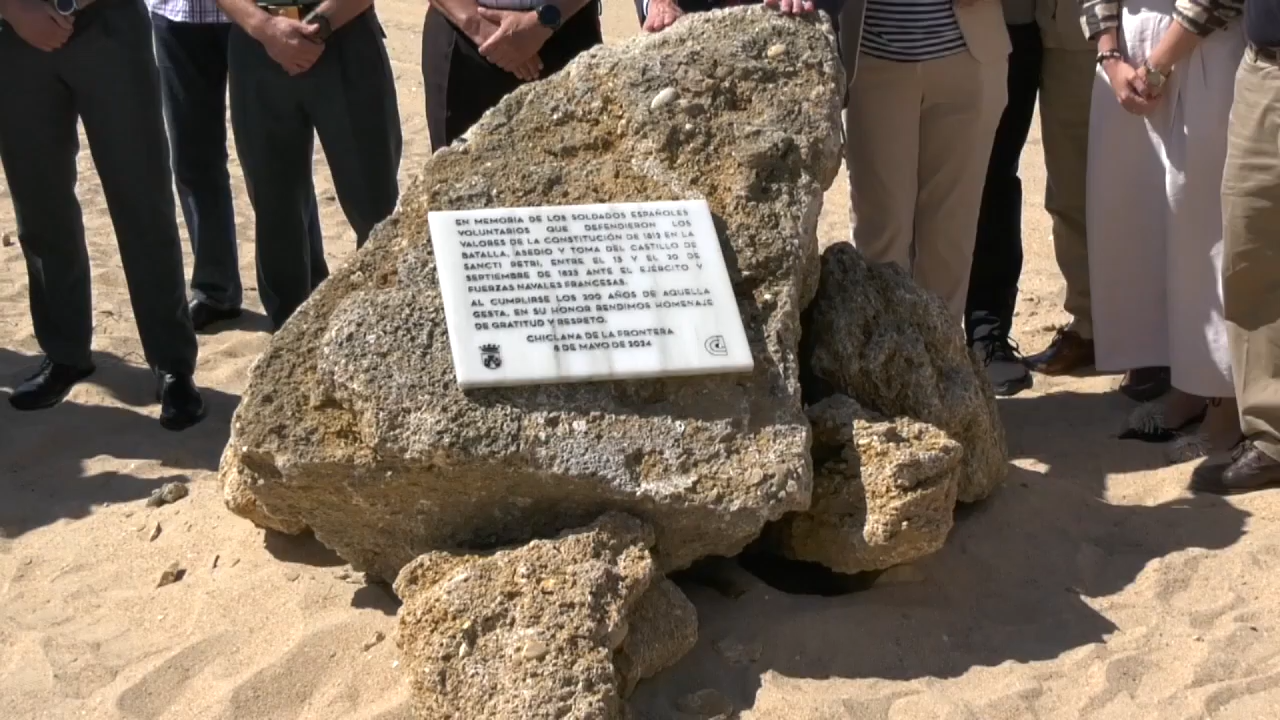 EN MEMORIA DE LOS SOLDADOS ESPAÑOLES
VOLUNTARIOS QUE DEFENDIERON LOS
VALORES DE LA CONSTITUCIÓN DE 1812 EN LA
BATALLA, ASEDIO Y TOMA DEL CASTILLO DE
SANCTI PETRI, ENTRE EL 13 Y EL 20 DE
SEPTIEMBRE DE 1823 ANTE EL EJÉRCITO Y
FUERZAS NAVALES FRANCESAS.
AL CUMPLIRSE LOS 200 AÑOS DE AQUELLA
GESTA, EN SU HONOR RENDIMOS HOMENAJE
DE GRATITUD Y RESPETO.
CHICLANA DE LA FRONTERA
8 DE MAYO DE 2024